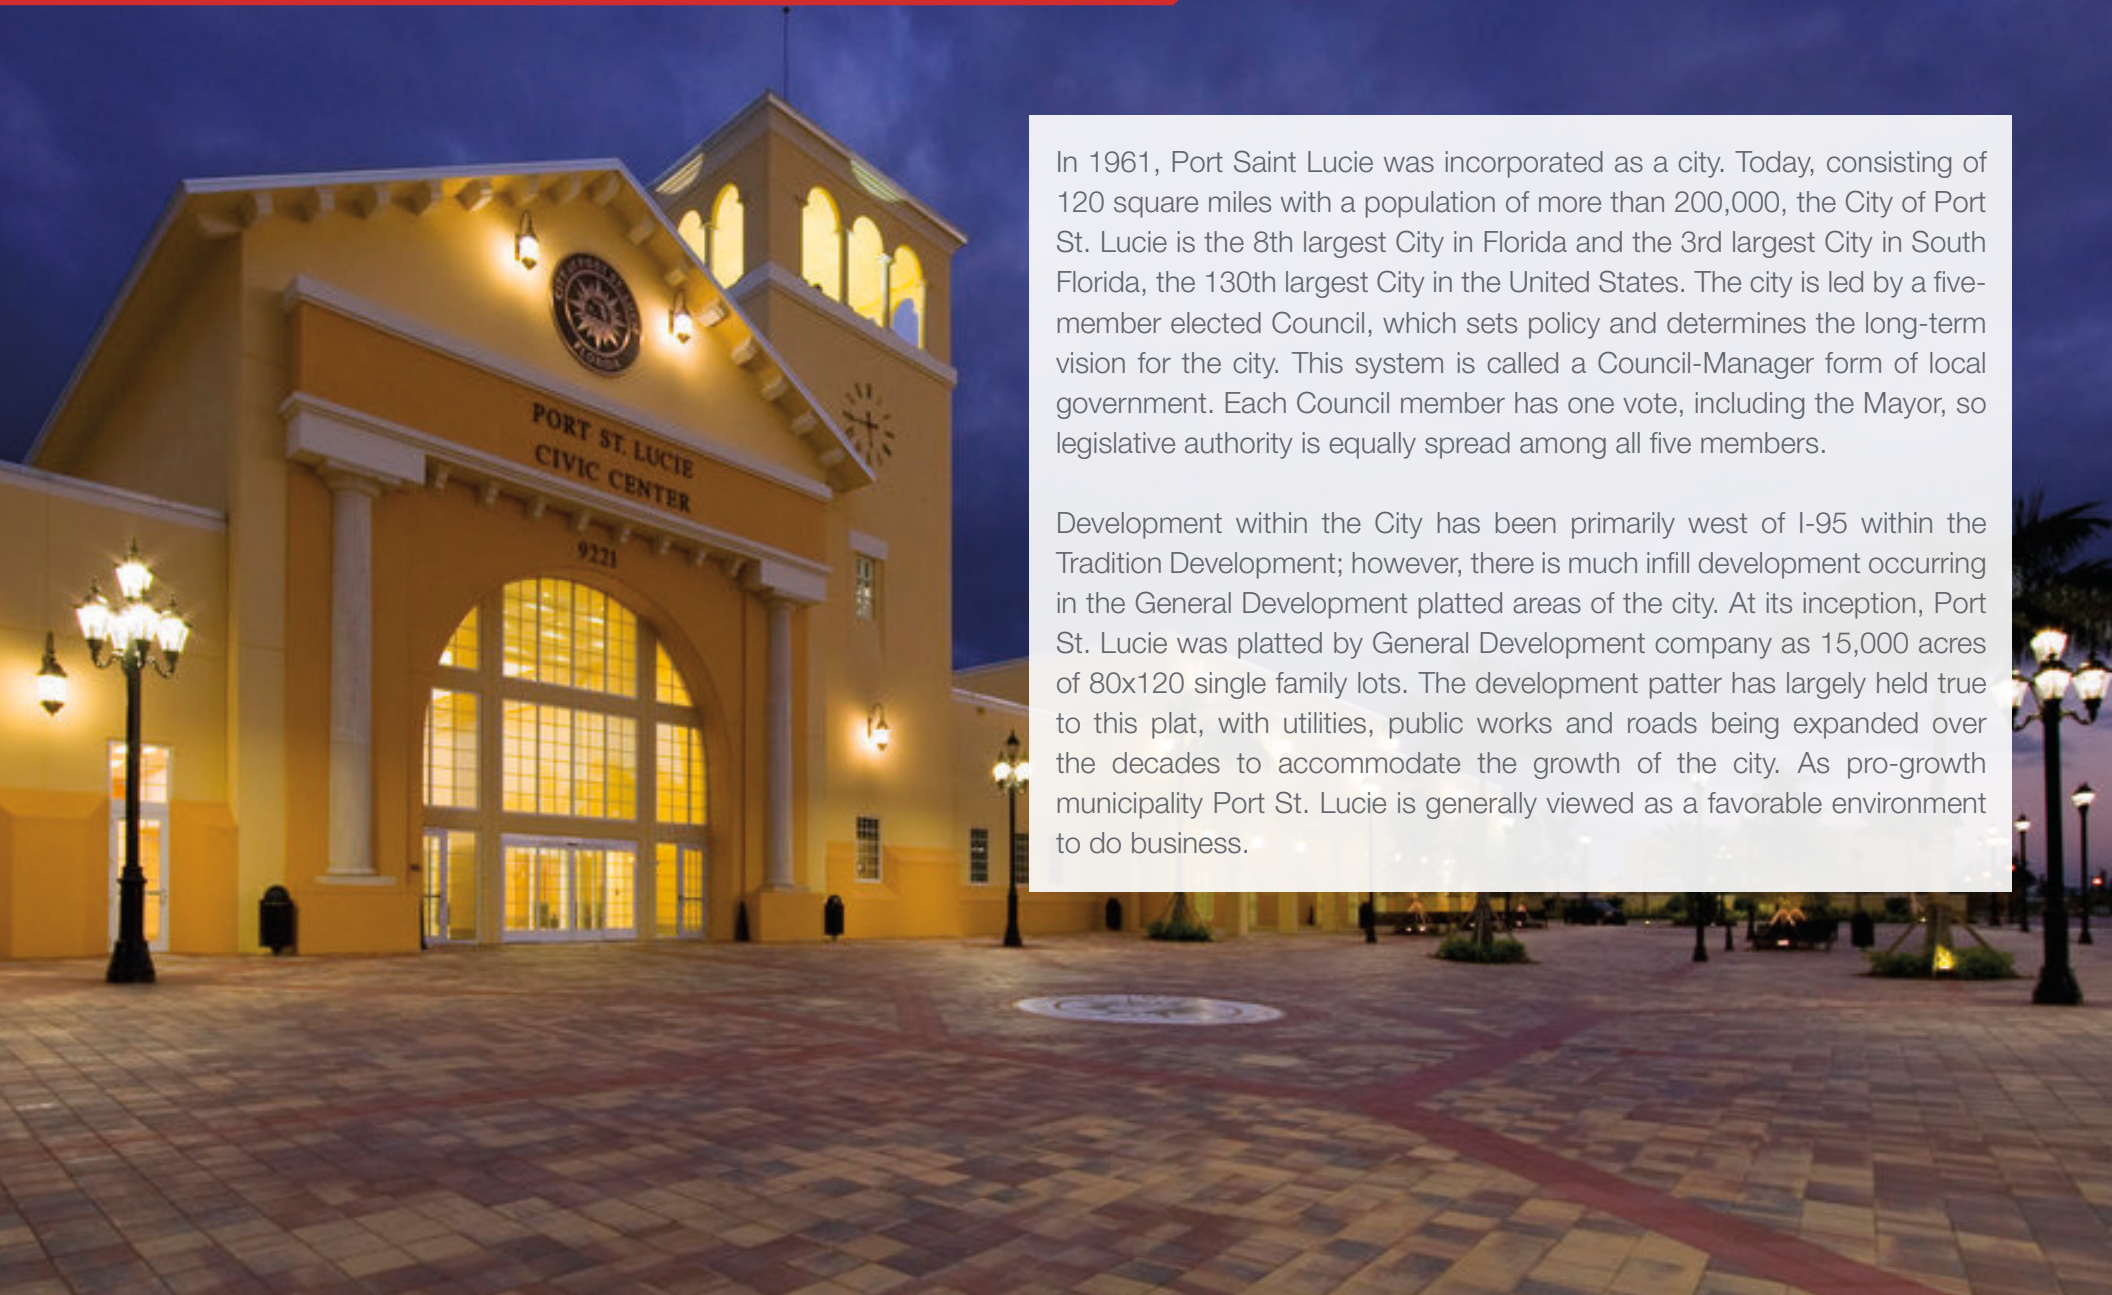 PORT ST. LUCIE
CIVIC CENTER
9221
FLORIDA
In 1961, Port Saint Lucie was incorporated as a city. Today, consisting of
120 square miles with a population of more than 200,000, the City of Port
St. Lucie is the 8th largest City in Florida and the 3rd largest City in South
Florida, the 130th largest City in the United States. The city is led by a five-
member elected Council, which sets policy and determines the long-term
vision for the city. This system is called a Council-Manager form of local
government. Each Council member has one vote, including the Mayor, so
legislative authority is equally spread among all five members.
Development within the City has been primarily west of I-95 within the
Tradition Development; however, there is much infill development occurring
in the General Development platted areas of the city. At its inception, Port
St. Lucie was platted by General Development company as 15,000 acres
of 80x120 single family lots. The development patter has largely held true
to this plat, with utilities, public works and roads being expanded over
the decades to accommodate the growth of the city. As pro-growth
municipality Port St. Lucie is generally viewed as a favorable environment
to do business.